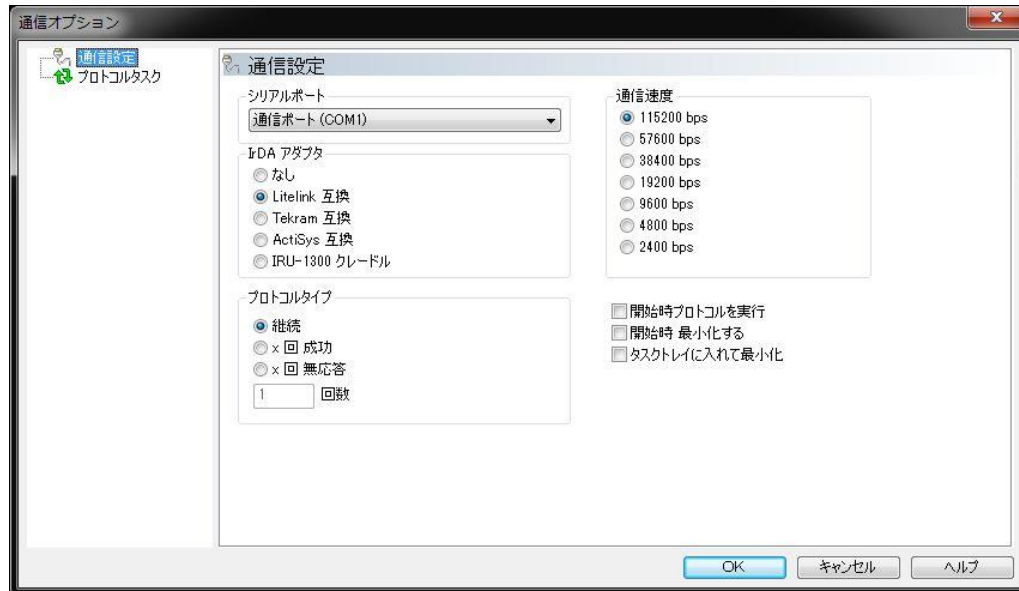 通信オプション
通信設定
プロトコルタスク
通信設定
シリアルポート
通信ポート (COM1)
IrDA アダプタ
なし
Litelink 互換
Tekram 互換
ActiSys 互換
IRU-1300 クレードル
プロトコルタイプ
継続
x 回 成功
x 回 無応答
1 回数
通信速度
115200 bps
57600 bps
38400 bps
19200 bps
9600 bps
4800 bps
2400 bps
開始時プロトコルを実行
開始時 最小化する
タスクトレイに入れて最小化
OK キャンセル ヘルプ